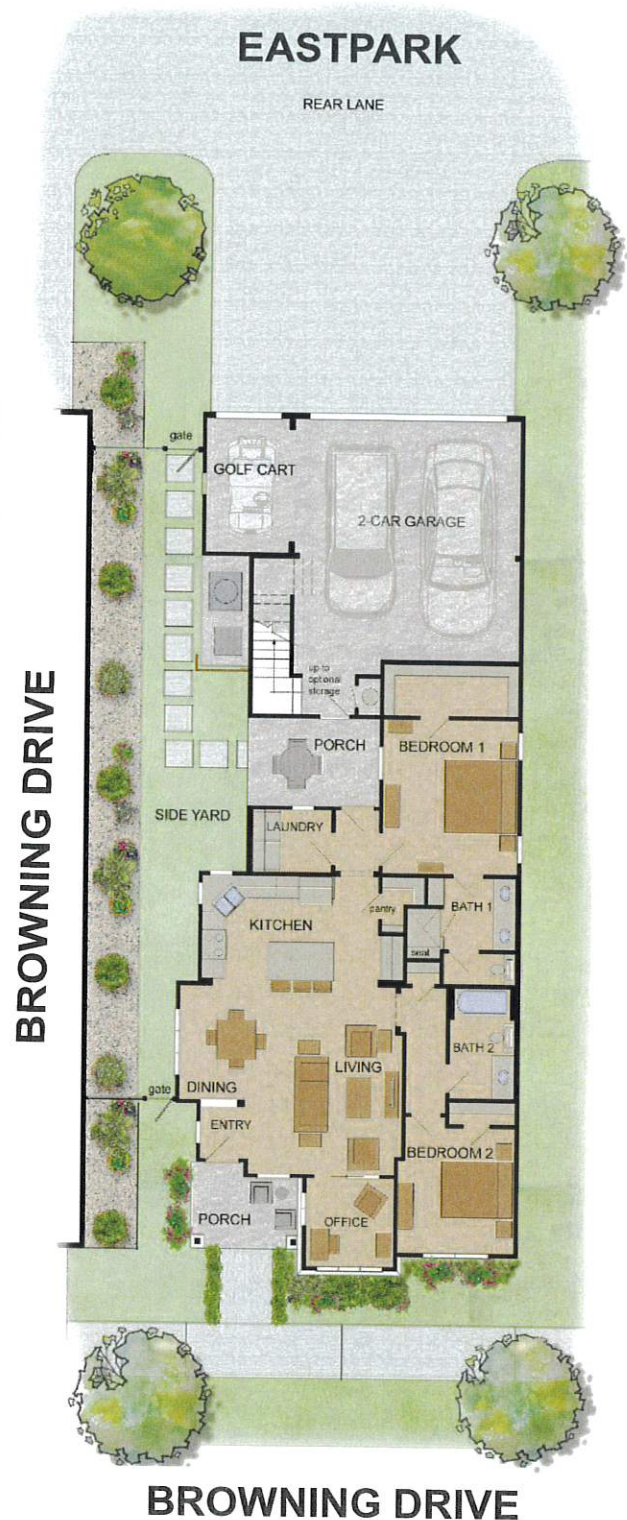 EASTPARK
REAR LANE
gate
GOLF CART
2-CAR GARAGE
up to
optional
storage
PORCH
BEDROOM 1
SIDE YARD
LAUNDRY
pantry
BATH 1
KITCHEN
seat
BROWNING DRIVE
BATH 2
LIVING
DINING
gate
ENTRY
BEDROOM 2
PORCH
OFFICE
BROWNING DRIVE